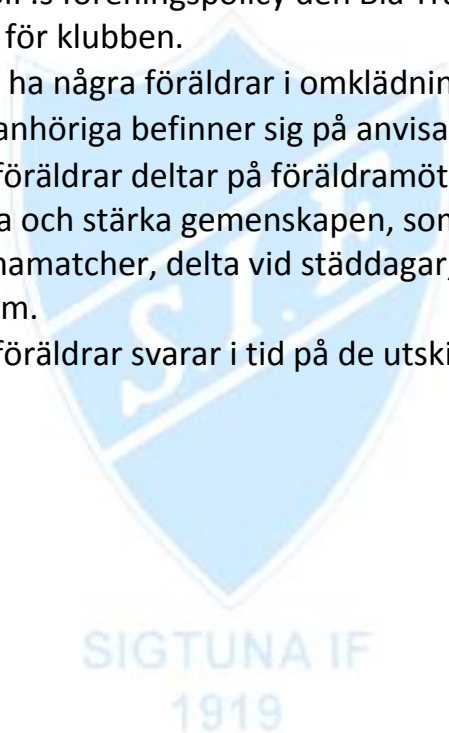 för klubben.
ha några föräldrar i omklädnin
anhöriga befinner sig på anvisa
föräldrar deltar på föräldramöt
a och stärka gemenskapen, son
namatcher, delta vid städdagar,
m.
föräldrar svarar i tid på de utski
S.I.F
SIGTUNA IF
1919